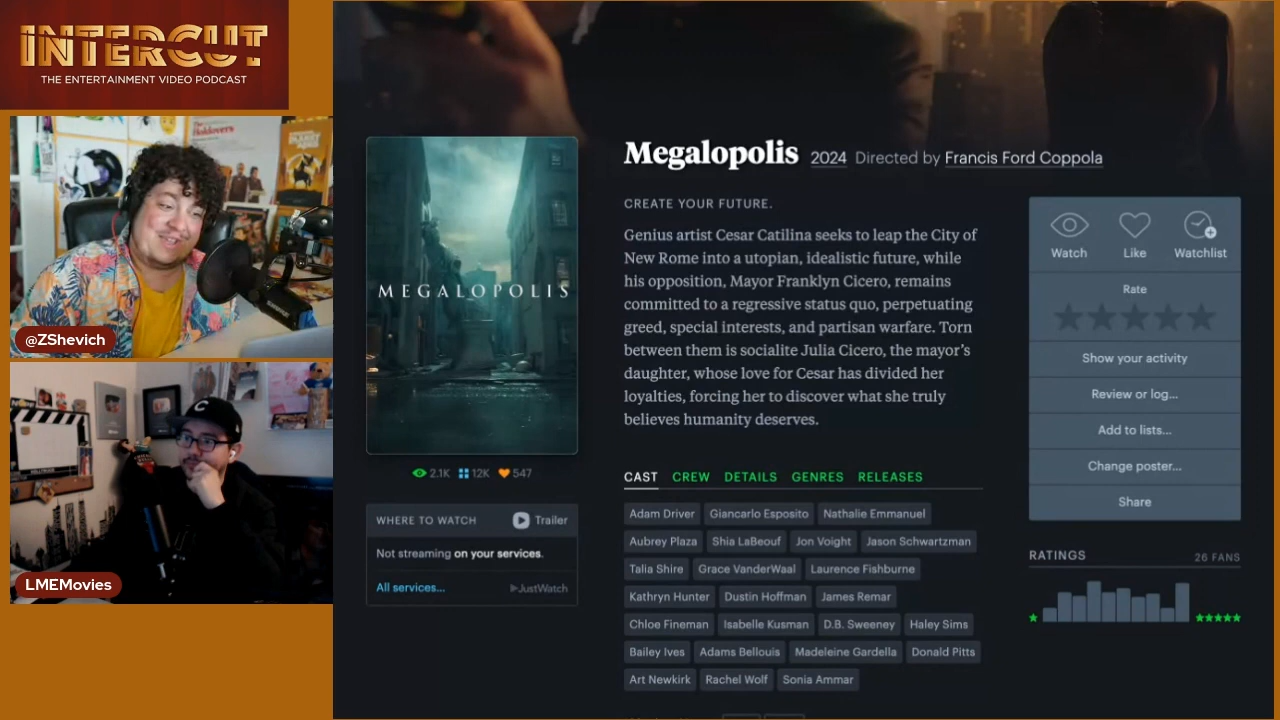 INTERCUT
THE ENTERTAINMENT VIDEO PODCAST
The Holdovers
@ZShevich
C
LMEMovies
MEGALOPOLIS
2.1K 12K 547
WHERE TO WATCH Trailer
Not streaming on your services.
All services... JustWatch
Megalopolis 2024 Directed by Francis Ford Coppola
CREATE YOUR FUTURE.
Genius artist Cesar Catilina seeks to leap the City of
New Rome into a utopian, idealistic future, while
his opposition, Mayor Franklyn Cicero, remains
committed to a regressive status quo, perpetuating
greed, special interests, and partisan warfare. Torn
between them is socialite Julia Cicero, the mayor's
daughter, whose love for Cesar has divided her
loyalties, forcing her to discover what she truly
believes humanity deserves.
CAST CREW DETAILS GENRES RELEASES
Adam Driver Giancarlo Esposito Nathalie Emmanuel
Aubrey Plaza Shia LaBeouf Jon Voight Jason Schwartzman
Talia Shire Grace VanderWaal Laurence Fishburne
Kathryn Hunter Dustin Hoffman James Remar
Chloe Fineman Isabelle Kusman D.B. Sweeney Haley Sims
Bailey Ives Adams Bellouis Madeleine Gardella Donald Pitts
Art Newkirk Rachel Wolf Sonia Ammar
Watch Like Watchlist
Rate
Show your activity
Review or log...
Add to lists...
Change poster...
Share
RATINGS 26 FANS